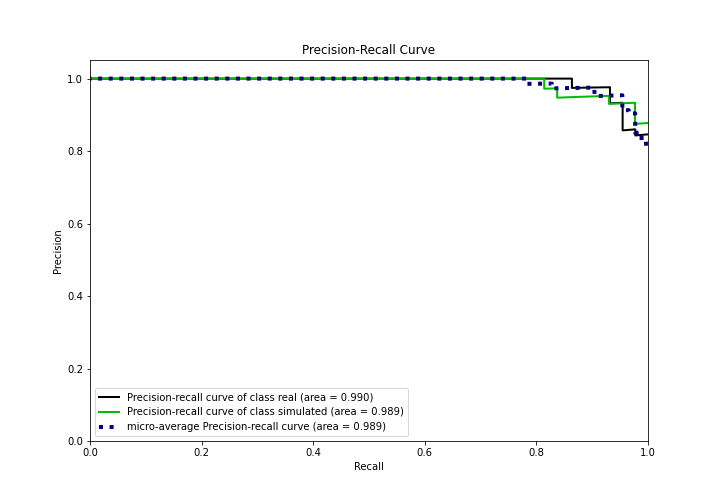 Precision-Recall Curve
1.0
0.8
0.6
0.4
0.2
0.0
Precision
Precision-recall curve of class real (area = 0.990)
Precision-recall curve of class simulated (area = 0.989)
micro-average Precision-recall curve (area = 0.989)
0.0 0.2 0.4 0.6 0.8 1.0
Recall